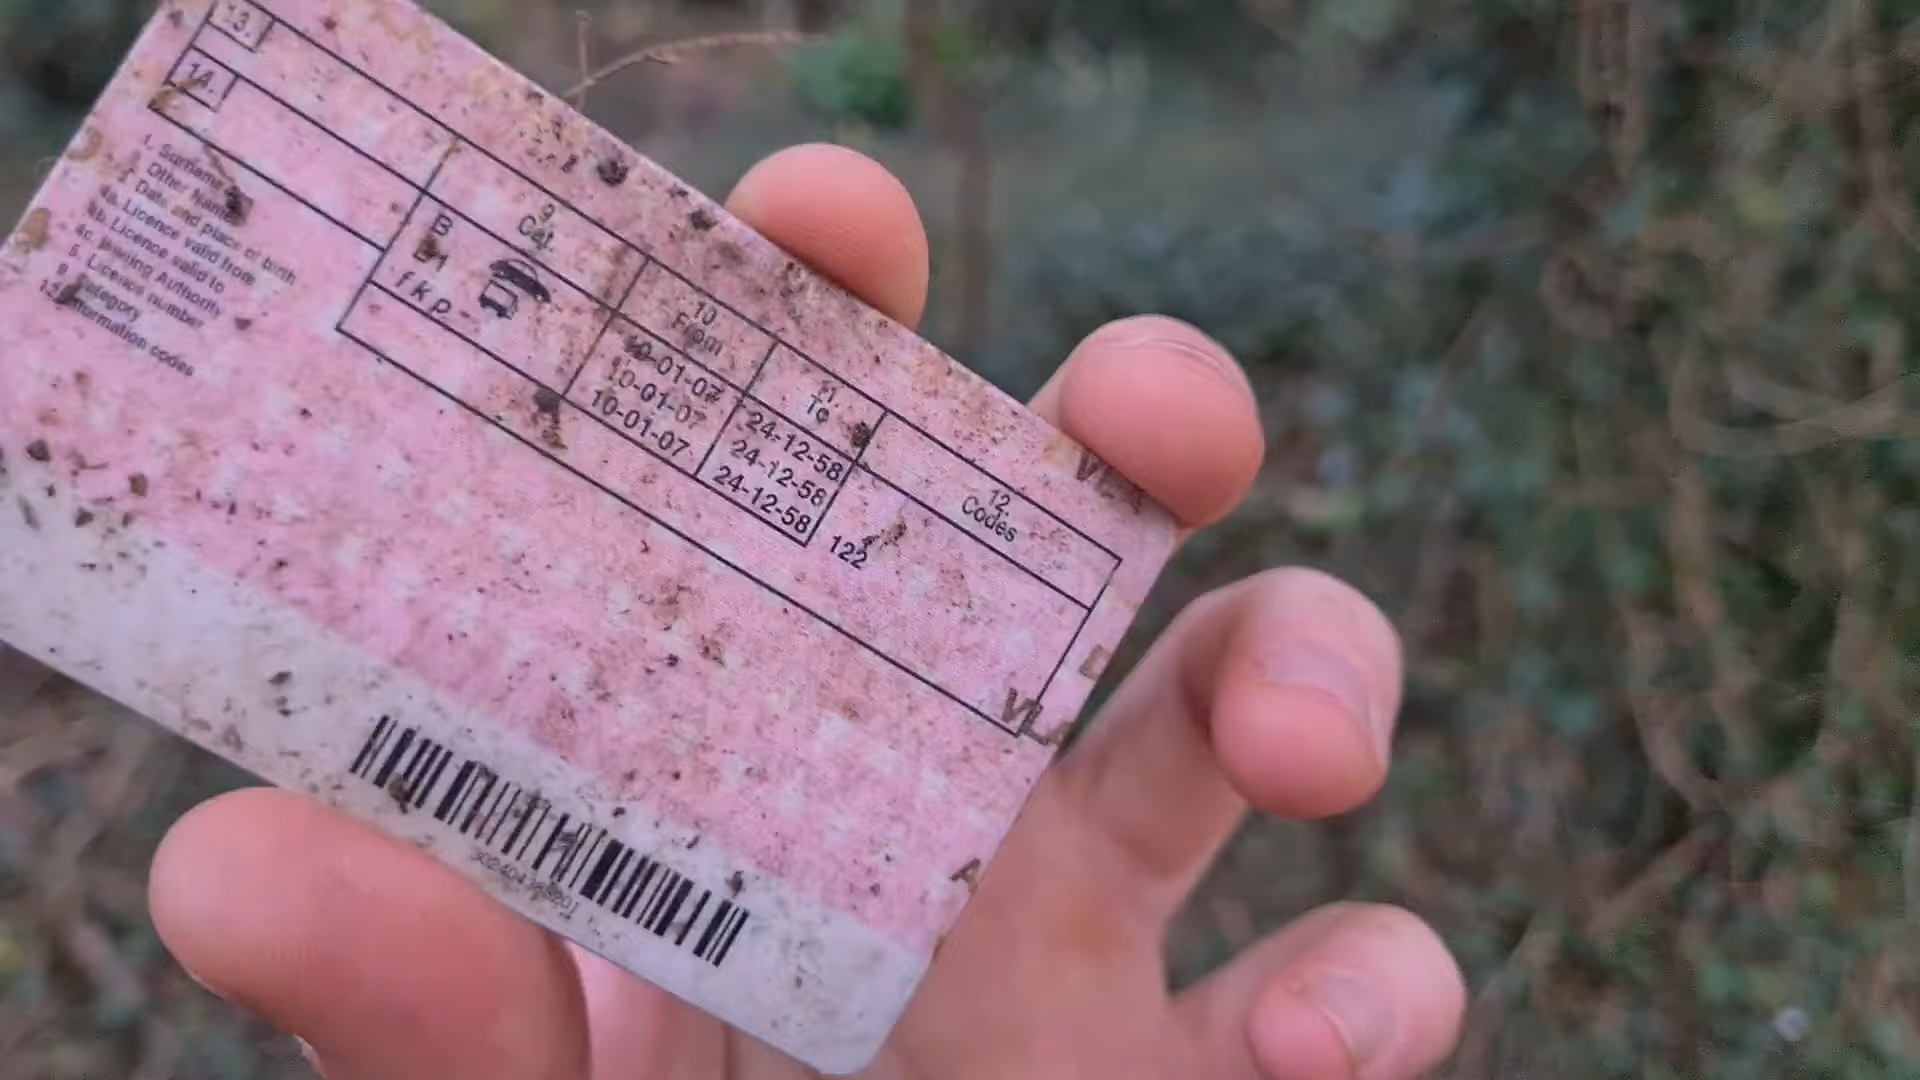 13.
14.
1. Surname
2. Other Names
3. Date and place of birth
4a. Licence valid from
4b. Licence valid to
4c. Issuing Authority
5. Licence number
9. Category
12. Information codes
9
Cat.
10
From
11
To
12
Codes
B
10-01-07
24-12-58
B1
10-01-07
24-12-58
f k p
10-01-07
24-12-58
122
VLA
A